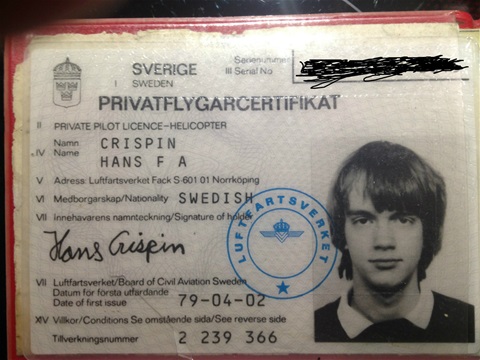 SVERIGE
I SWEDEN
Serienummer
III Serial No
PRIVATFLYGARCERTIFIKAT
II PRIVATE PILOT LICENCE-HELICOPTER
Namn CRISPIN
IV Name HANS F A
V Adress: Luftfartsverket Fack S-601 01 Norrköping
VI Medborgarskap/Nationality SWEDISH
VII Innehavarens namnteckning/Signature of holder
Hans Crispin
LUFTFARTSVERKET
VII Luftfartsverket/Board of Civil Aviation Sweden
Datum för första utfärdande
Date of first issue 79-04-02
XIV Villkor/Conditions Se omstående sida/See reverse side
Tillverkningsnummer 2 239 366